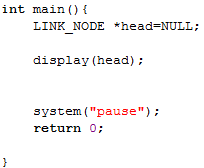 int main(){
LINK_NODE *head=NULL;
display(head);
system("pause");
return 0;
}